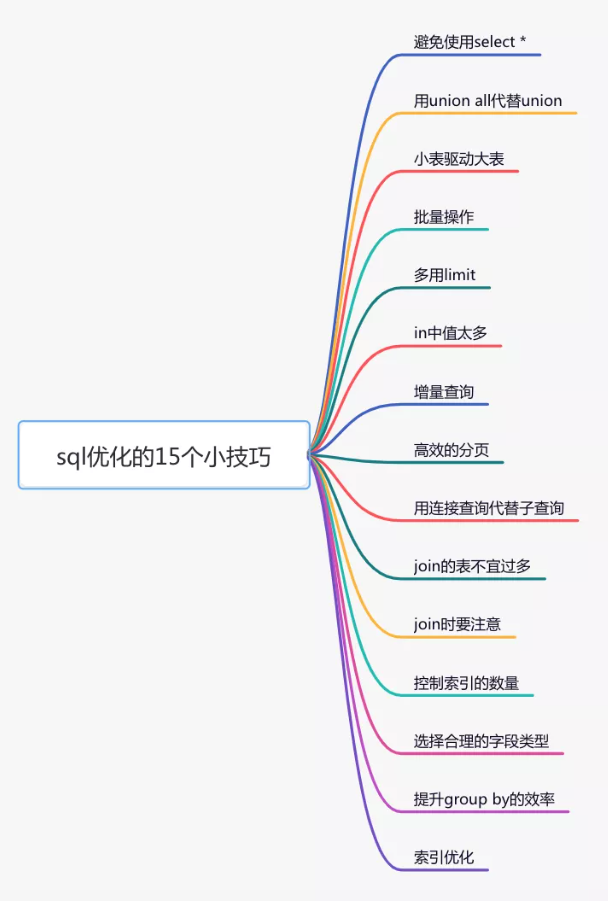 sql优化的15个小技巧
避免使用select *
用union all代替union
小表驱动大表
批量操作
多用limit
in中值太多
增量查询
高效的分页
用连接查询代替子查询
join的表不宜过多
join时要注意
控制索引的数量
选择合理的字段类型
提升group by的效率
索引优化